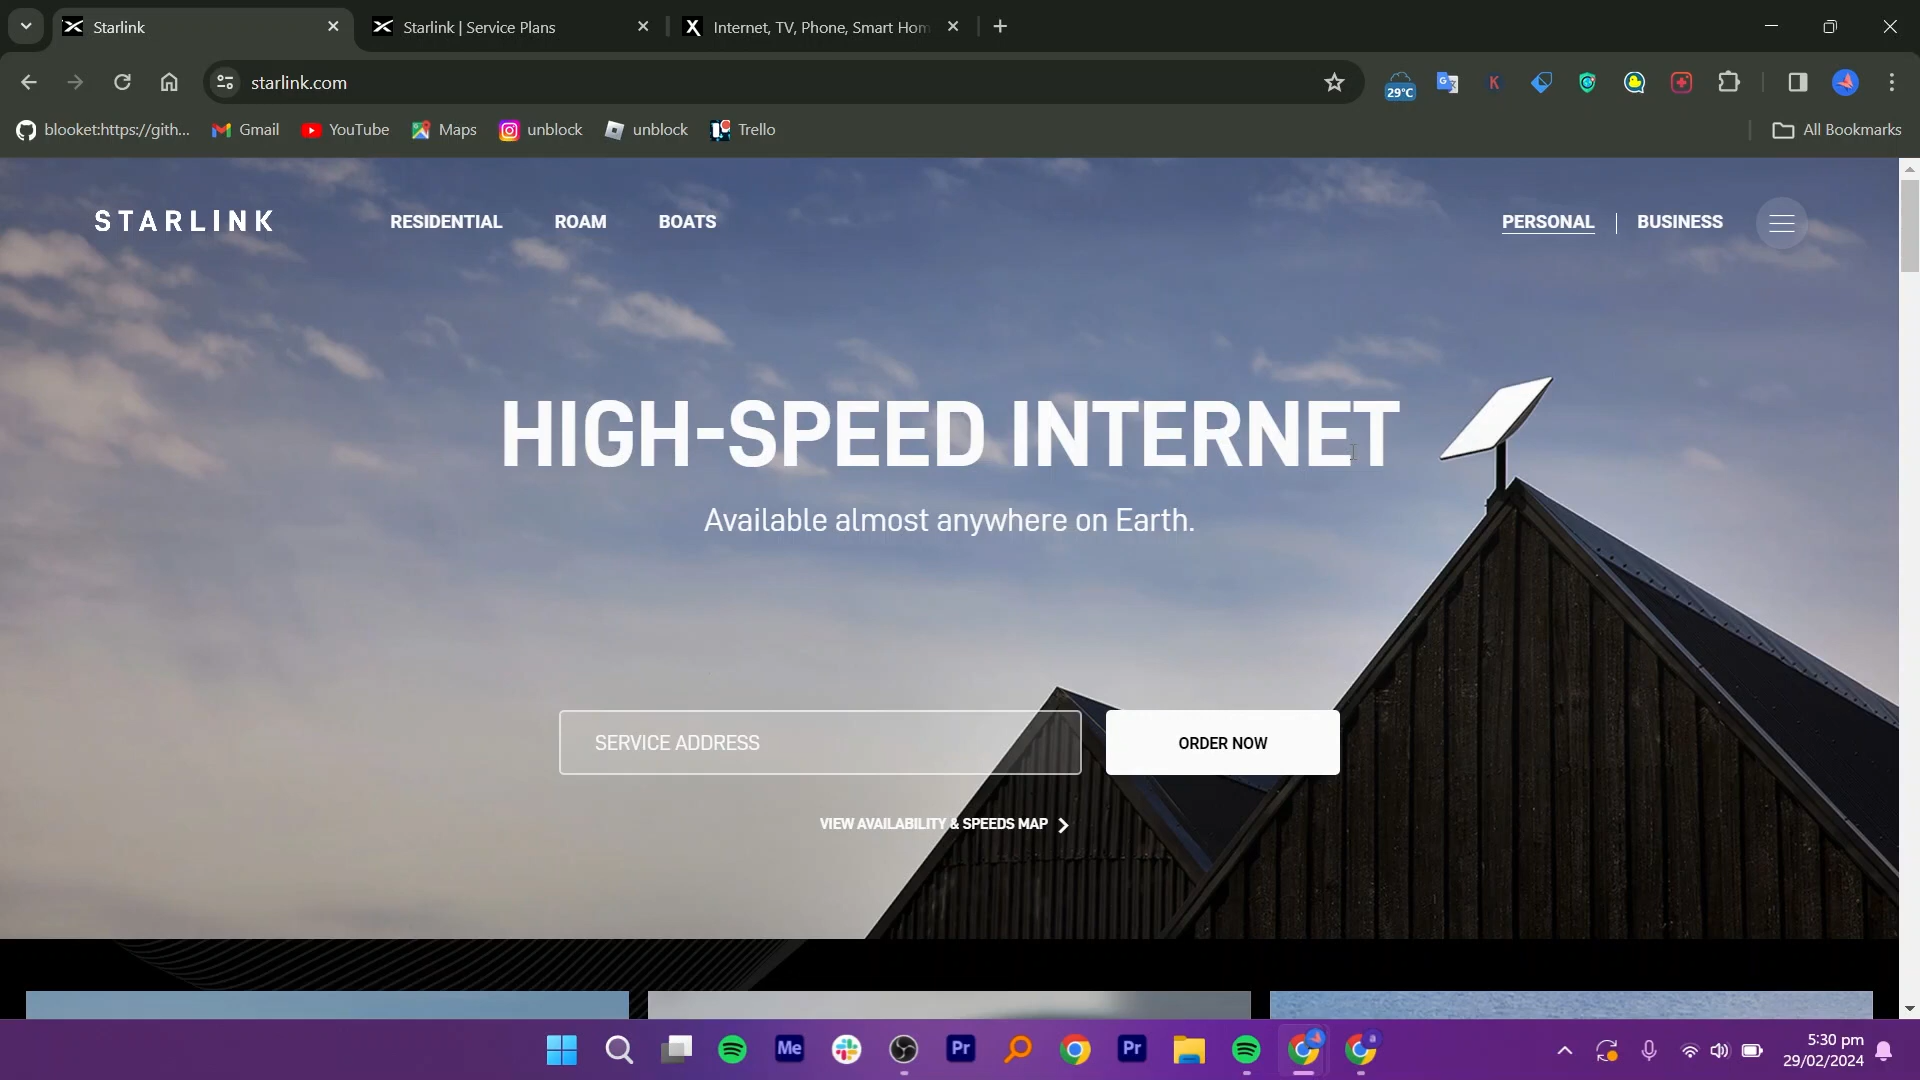 Starlink
Starlink | Service Plans
Internet, TV, Phone, Smart Hom
starlink.com
29°C
K
blooket:https://gith...
Gmail
YouTube
Maps
unblock
unblock
Trello
All Bookmarks
STARLINK
RESIDENTIAL
ROAM
BOATS
PERSONAL
BUSINESS
HIGH-SPEED INTERNET
Available almost anywhere on Earth.
SERVICE ADDRESS
ORDER NOW
VIEW AVAILABILITY & SPEEDS MAP
Me
Pr
Pr
a
5:30 pm
29/02/2024